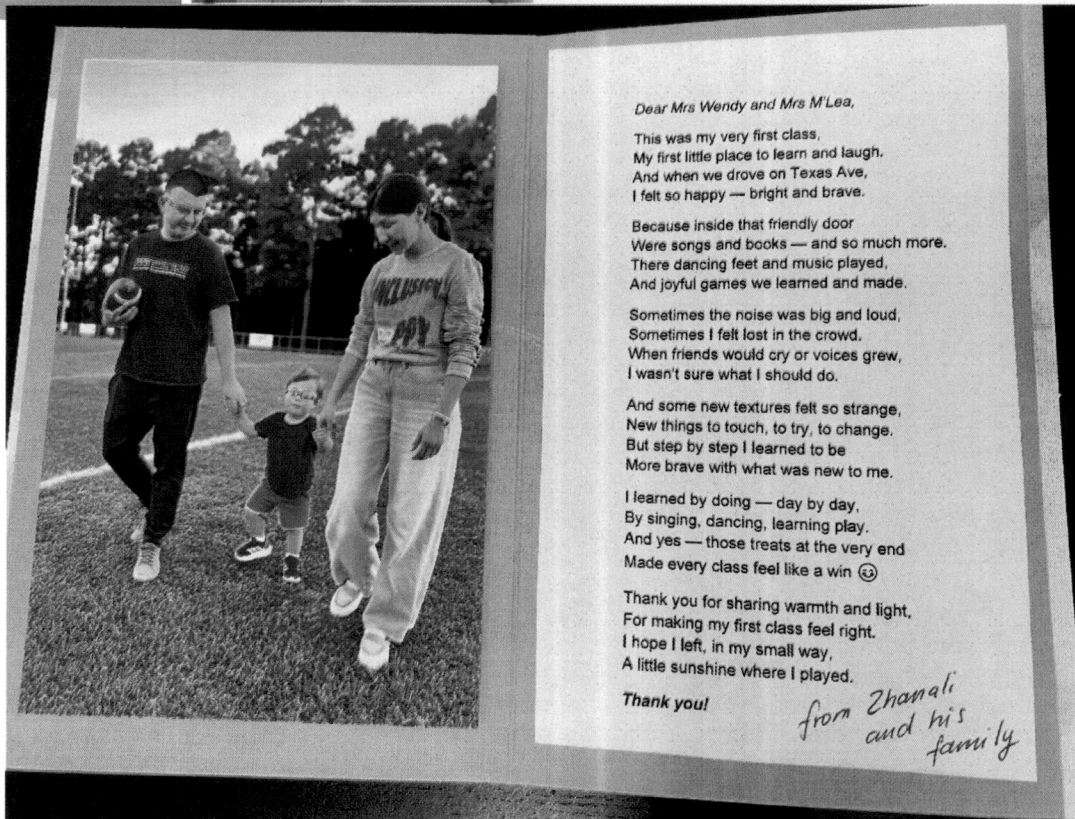 INCLUSION
Dear Mrs Wendy and Mrs M'Lea,
This was my very first class,
My first little place to learn and laugh.
And when we drove on Texas Ave,
I felt so happy — bright and brave.
Because inside that friendly door
Were songs and books — and so much more.
There dancing feet and music played,
And joyful games we learned and made.
Sometimes the noise was big and loud,
Sometimes I felt lost in the crowd.
When friends would cry or voices grew,
I wasn't sure what I should do.
And some new textures felt so strange,
New things to touch, to try, to change.
But step by step I learned to be
More brave with what was new to me.
I learned by doing — day by day,
By singing, dancing, learning play.
And yes — those treats at the very end
Made every class feel like a win ☺
Thank you for sharing warmth and light,
For making my first class feel right.
I hope I left, in my small way,
A little sunshine where I played.
Thank you!
from Zhanali
and his
family